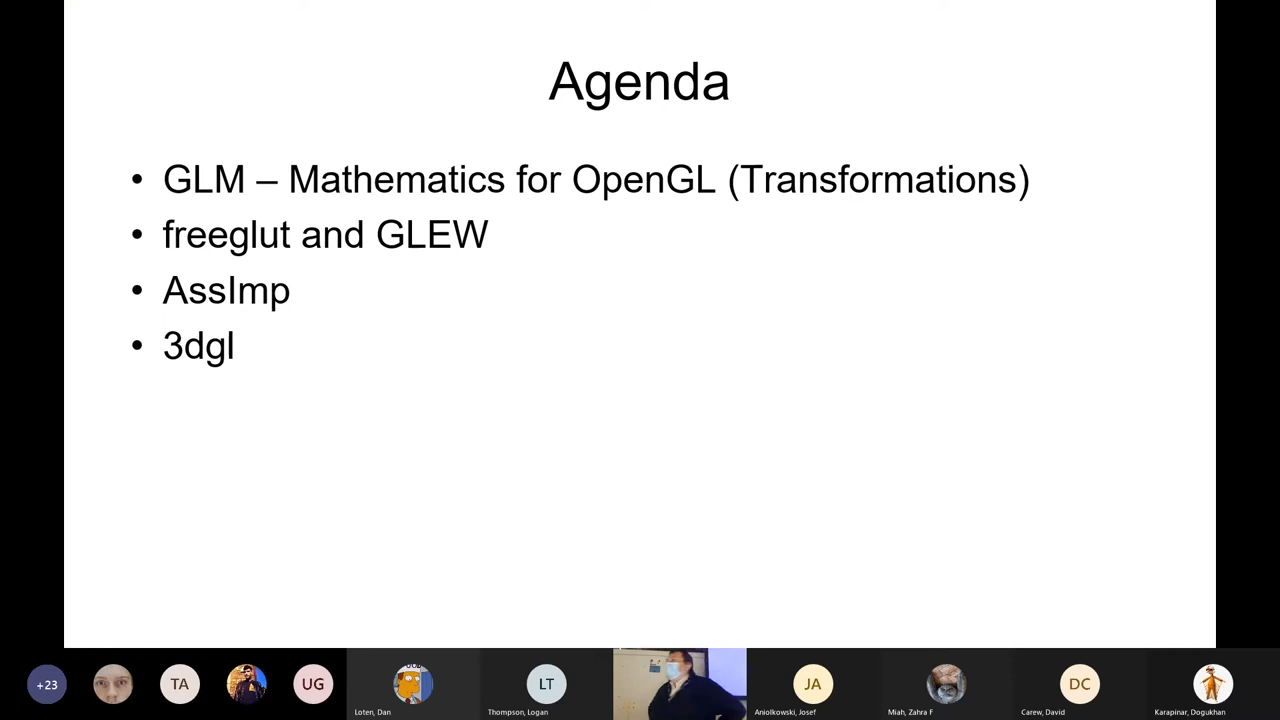 Agenda
• GLM – Mathematics for OpenGL (Transformations)
• freeglut and GLEW
• AssImp
• 3dgl
+23
TA
UG
LT
JA
DC
Loten, Dan
Thompson, Logan
Aniolkowski, Josef
Miah, Zahra F
Carew, David
Karapinar, Dogukhan